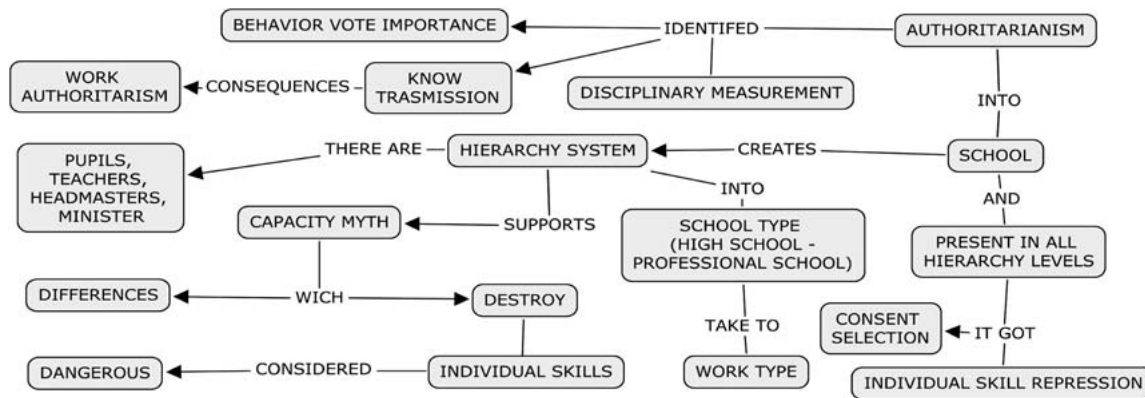 BEHAVIOR VOTE IMPORTANCE
IDENTIFED
AUTHORITARIANISM
WORK
AUTHORITARISM
CONSEQUENCES
KNOW
TRASMISSION
DISCIPLINARY MEASUREMENT
INTO
PUPILS,
TEACHERS,
HEADMASTERS,
MINISTER
THERE ARE
HIERARCHY SYSTEM
CREATES
SCHOOL
INTO
AND
CAPACITY MYTH
SUPPORTS
SCHOOL TYPE
(HIGH SCHOOL -
PROFESSIONAL SCHOOL)
PRESENT IN ALL
HIERARCHY LEVELS
DIFFERENCES
WICH
DESTROY
TAKE TO
CONSENT
SELECTION
IT GOT
DANGEROUS
CONSIDERED
INDIVIDUAL SKILLS
WORK TYPE
INDIVIDUAL SKILL REPRESSION